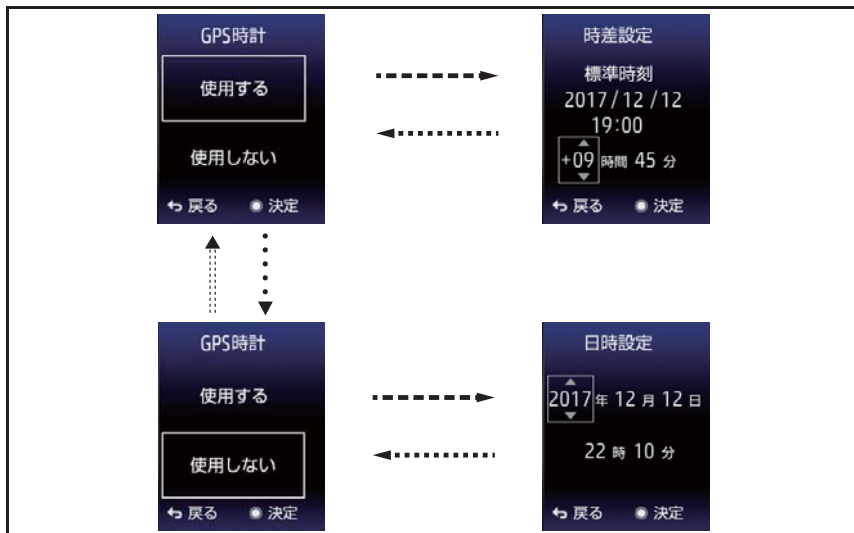 GPS時計
使用する
使用しない
戻る 決定
時差設定
標準時刻
2017/12/12
19:00
+09 時間 45 分
戻る 決定
GPS時計
使用する
使用しない
戻る 決定
日時設定
2017 年 12 月 12 日
22 時 10 分
戻る 決定